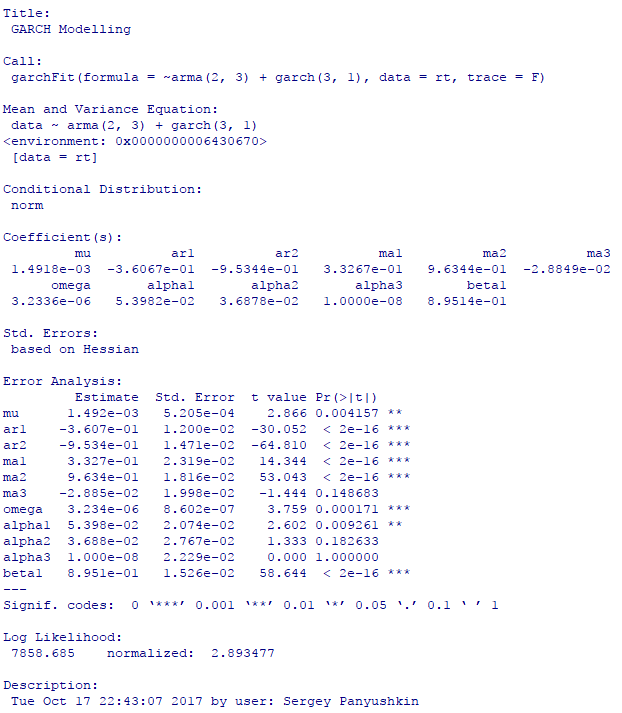 Title:
 GARCH Modelling

Call:
 garchFit(formula = ~arma(2, 3) + garch(3, 1), data = rt, trace = F)

Mean and Variance Equation:
 data ~ arma(2, 3) + garch(3, 1)
<environment: 0x0000000006430670>
 [data = rt]

Conditional Distribution:
 norm

Coefficient(s):
         mu          ar1          ar2          ma1          ma2          ma3
 1.4918e-03  -3.6067e-01  -9.5344e-01   3.3267e-01   9.6344e-01  -2.8849e-02
      omega       alpha1       alpha2       alpha3        beta1
 3.2336e-06   5.3982e-02   3.6878e-02   1.0000e-08   8.9514e-01

Std. Errors:
 based on Hessian

Error Analysis:
         Estimate  Std. Error  t value Pr(>|t|)
mu      1.492e-03   5.205e-04    2.866 0.004157 **
ar1    -3.607e-01   1.200e-02  -30.052  < 2e-16 ***
ar2    -9.534e-01   1.471e-02  -64.810  < 2e-16 ***
ma1     3.327e-01   2.319e-02   14.344  < 2e-16 ***
ma2     9.634e-01   1.816e-02   53.043  < 2e-16 ***
ma3    -2.885e-02   1.998e-02   -1.444 0.148683
omega   3.234e-06   8.602e-07    3.759 0.000171 ***
alpha1  5.398e-02   2.074e-02    2.602 0.009261 **
alpha2  3.688e-02   2.767e-02    1.333 0.182633
alpha3  1.000e-08   2.229e-02    0.000 1.000000
beta1   8.951e-01   1.526e-02   58.644  < 2e-16 ***
---
Signif. codes:  0 ‘***’ 0.001 ‘**’ 0.01 ‘*’ 0.05 ‘.’ 0.1 ‘ ’ 1

Log Likelihood:
 7858.685    normalized:  2.893477

Description:
 Tue Oct 17 22:43:07 2017 by user: Sergey Panyushkin